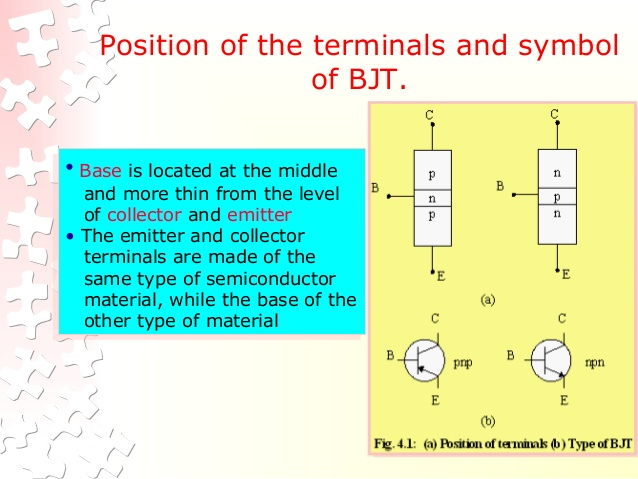 Position of the terminals and symbol
of BJT.
• Base is located at the middle
and more thin from the level
of collector and emitter
• The emitter and collector
terminals are made of the
same type of semiconductor
material, while the base of the
other type of material
C C
p n
B n B p
p n
E E
(a)
C C
B pnp B npn
E E
(b)
Fig. 4.1: (a) Position of terminals (b) Type of BJT